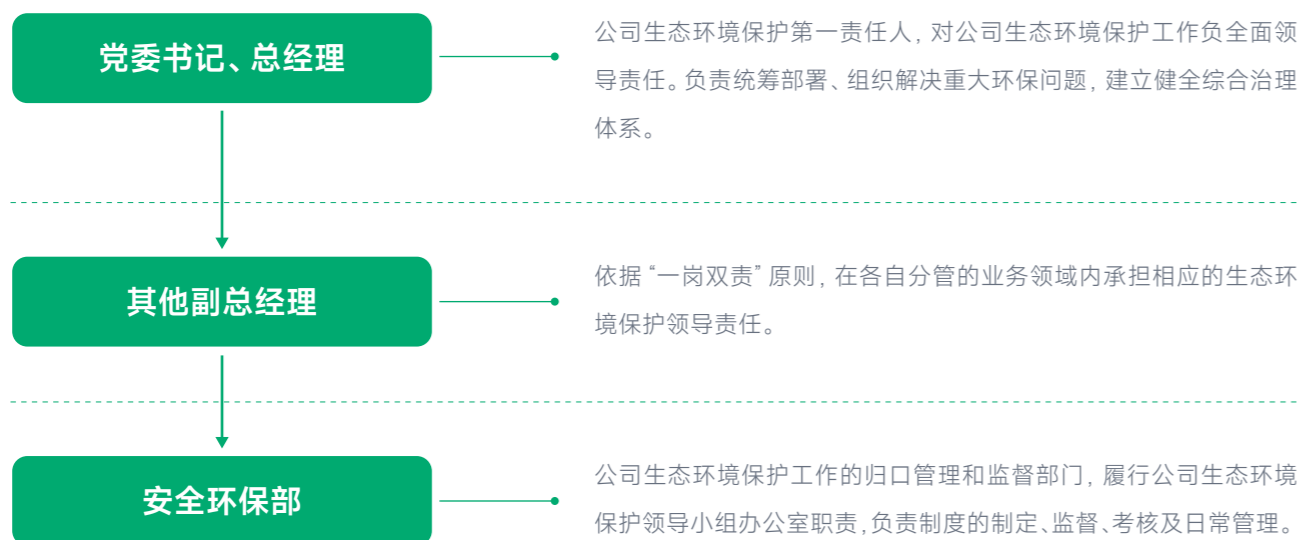 党委书记、总经理
公司生态环境保护第一责任人，对公司生态环境保护工作负全面领
导责任。负责统筹部署、组织解决重大环保问题，建立健全综合治理
体系。
其他副总经理
依据“一岗双责”原则，在各自分管的业务领域内承担相应的生态环
境保护领导责任。
安全环保部
公司生态环境保护工作的归口管理和监督部门，履行公司生态环境
保护领导小组办公室职责,负责制度的制定、监督、考核及日常管理。